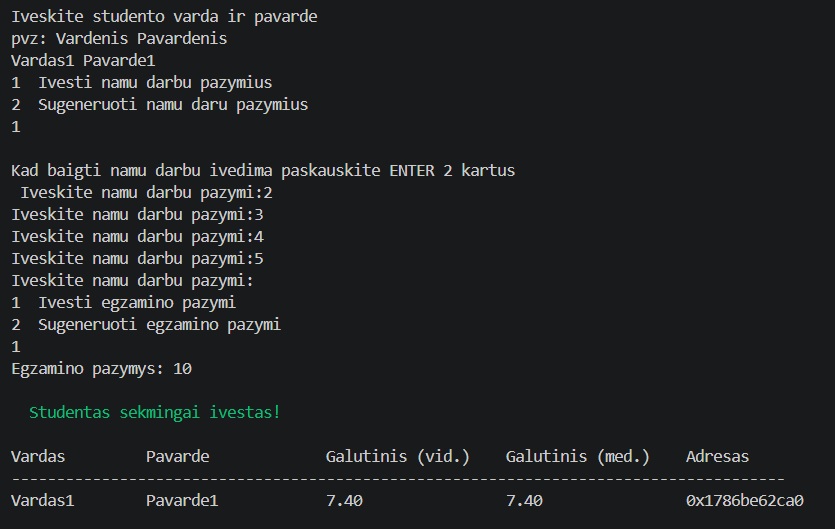 Iveskite studento varda ir pavarde
pvz: Vardenis Pavardenis
Vardas1 Pavarde1
1  Ivesti namu darbu pazymius
2  Sugeneruoti namu daru pazymius
1
Kad baigti namu darbu ivedima paskauskite ENTER 2 kartus
Iveskite namu darbu pazymi:2
Iveskite namu darbu pazymi:3
Iveskite namu darbu pazymi:4
Iveskite namu darbu pazymi:5
Iveskite namu darbu pazymi:
1  Ivesti egzamino pazymi
2  Sugeneruoti egzamino pazymi
1
Egzamino pazymys: 10
Studentas sekmingai ivestas!
Vardas         Pavarde             Galutinis (vid.)    Galutinis (med.)    Adresas
--------------------------------------------------------------------------------------
Vardas1        Pavarde1            7.40                7.40                0x1786be62ca0